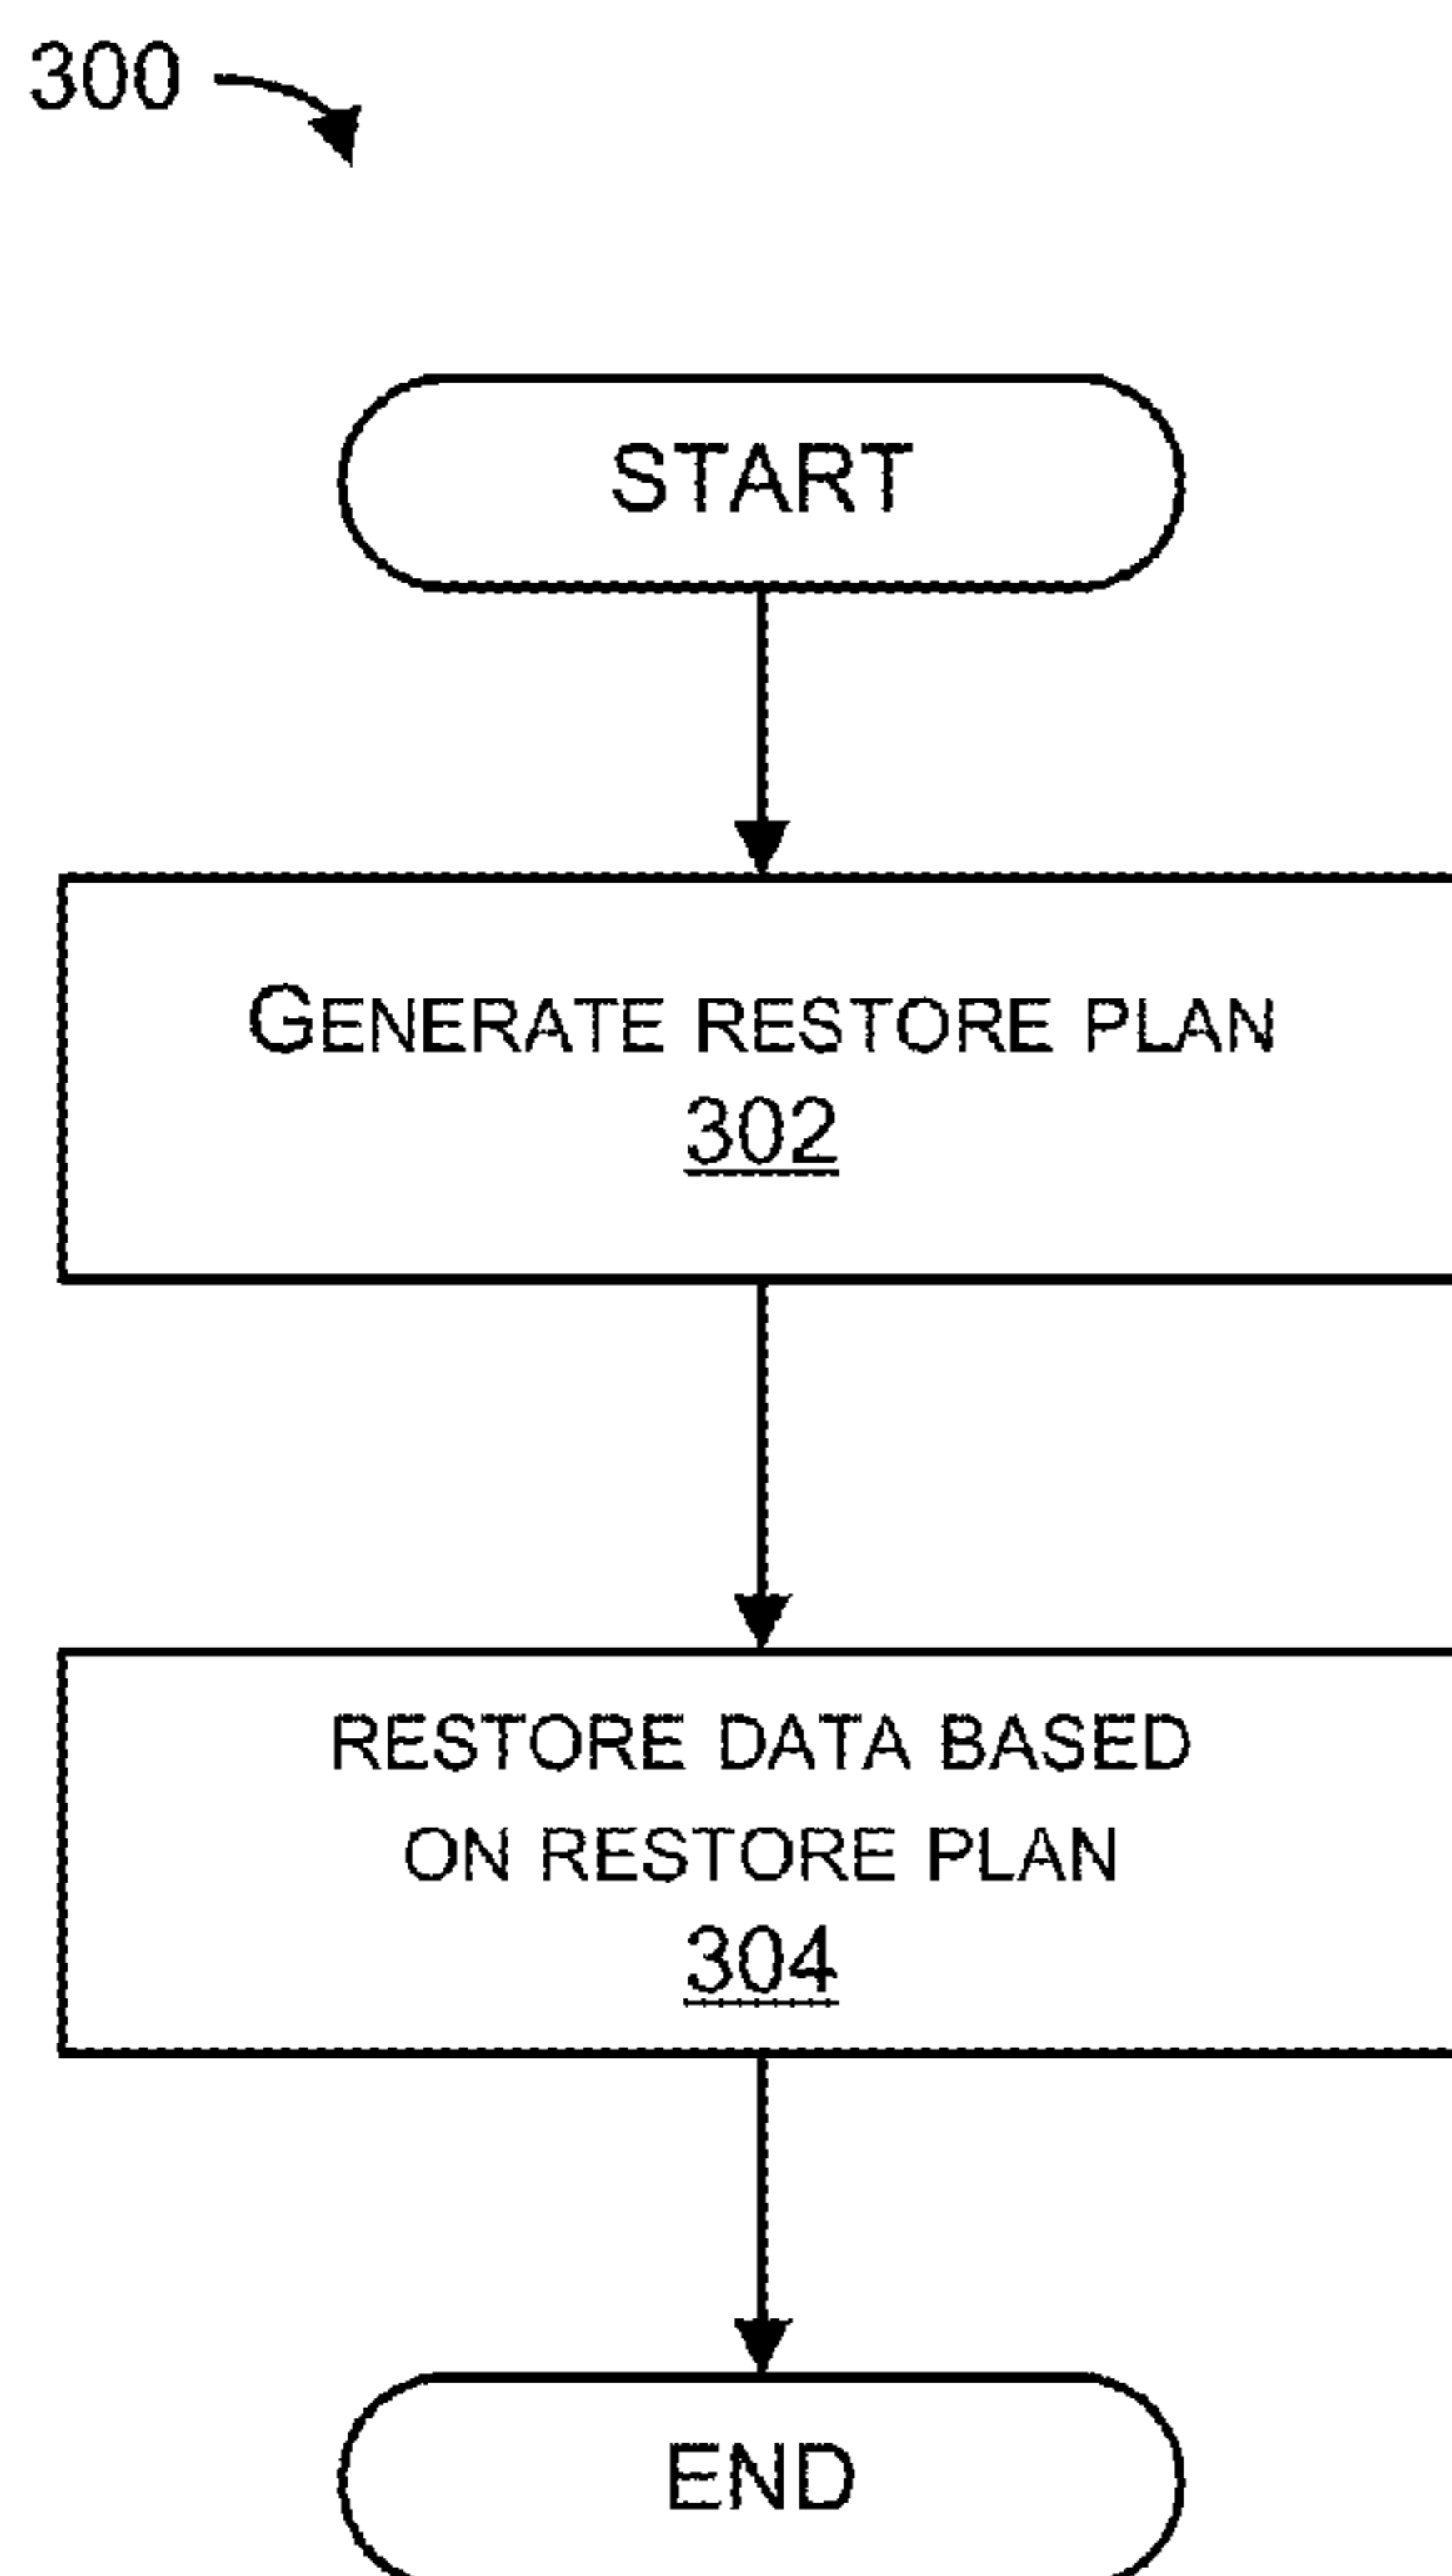 300
START
GENERATE RESTORE PLAN
302
RESTORE DATA BASED
ON RESTORE PLAN
304
END